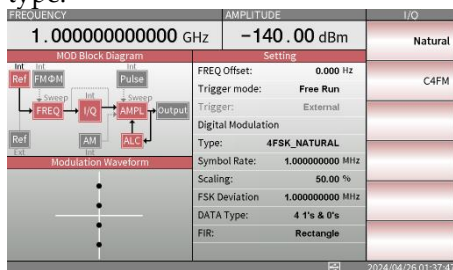 type.
FREQUENCY AMPLITUDE I/Q
1.000000000000 GHz -140.00 dBm
Natural
C4FM
MOD Block Diagram
Int Int Int
Ref FMΦM Pulse
Sweep Int Sweep
FREQ I/Q AMPL Output
Ref AM ALC
Ext Int
Modulation Waveform
Setting
FREQ Offset: 0.000 Hz
Trigger mode: Free Run
Trigger: External
Digital Modulation
Type: 4FSK_NATURAL
Symbol Rate: 1.000000000 MHz
Scaling: 50.00 %
FSK Deviation 1.000000000 MHz
DATA Type: 4 1's & 0's
FIR: Rectangle
2024/04/26 01:37:47